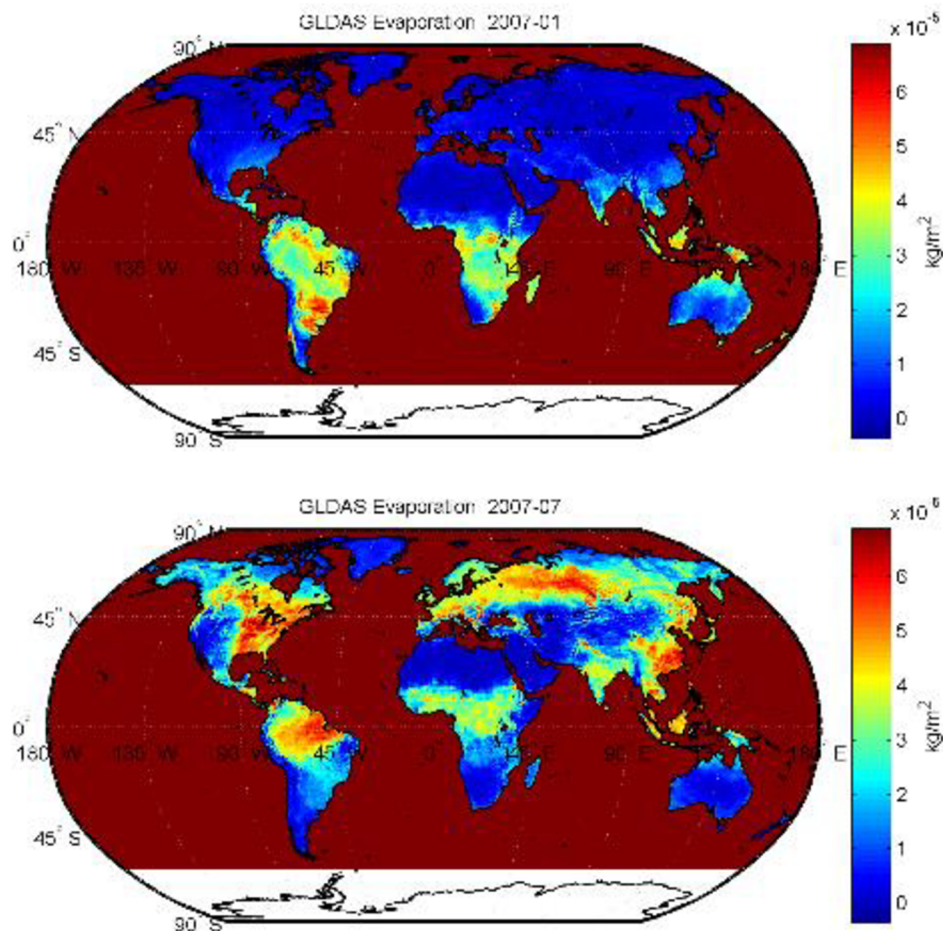 GLDAS Evaporation 2007-01
x 10⁻⁵
90° N
45° N
0°
180° W 135° W 90° W 45° W 0° 45° E 90° E 180° E
45° S
90° S
6
5
4
3
2
1
0
kg/m²
GLDAS Evaporation 2007-07
90° N
45° N
0°
180° W 135° W 90° W 45° W 0° 45° E 90° E 180° E
45° S
90° S
6
5
4
3
2
1
0
kg/m²